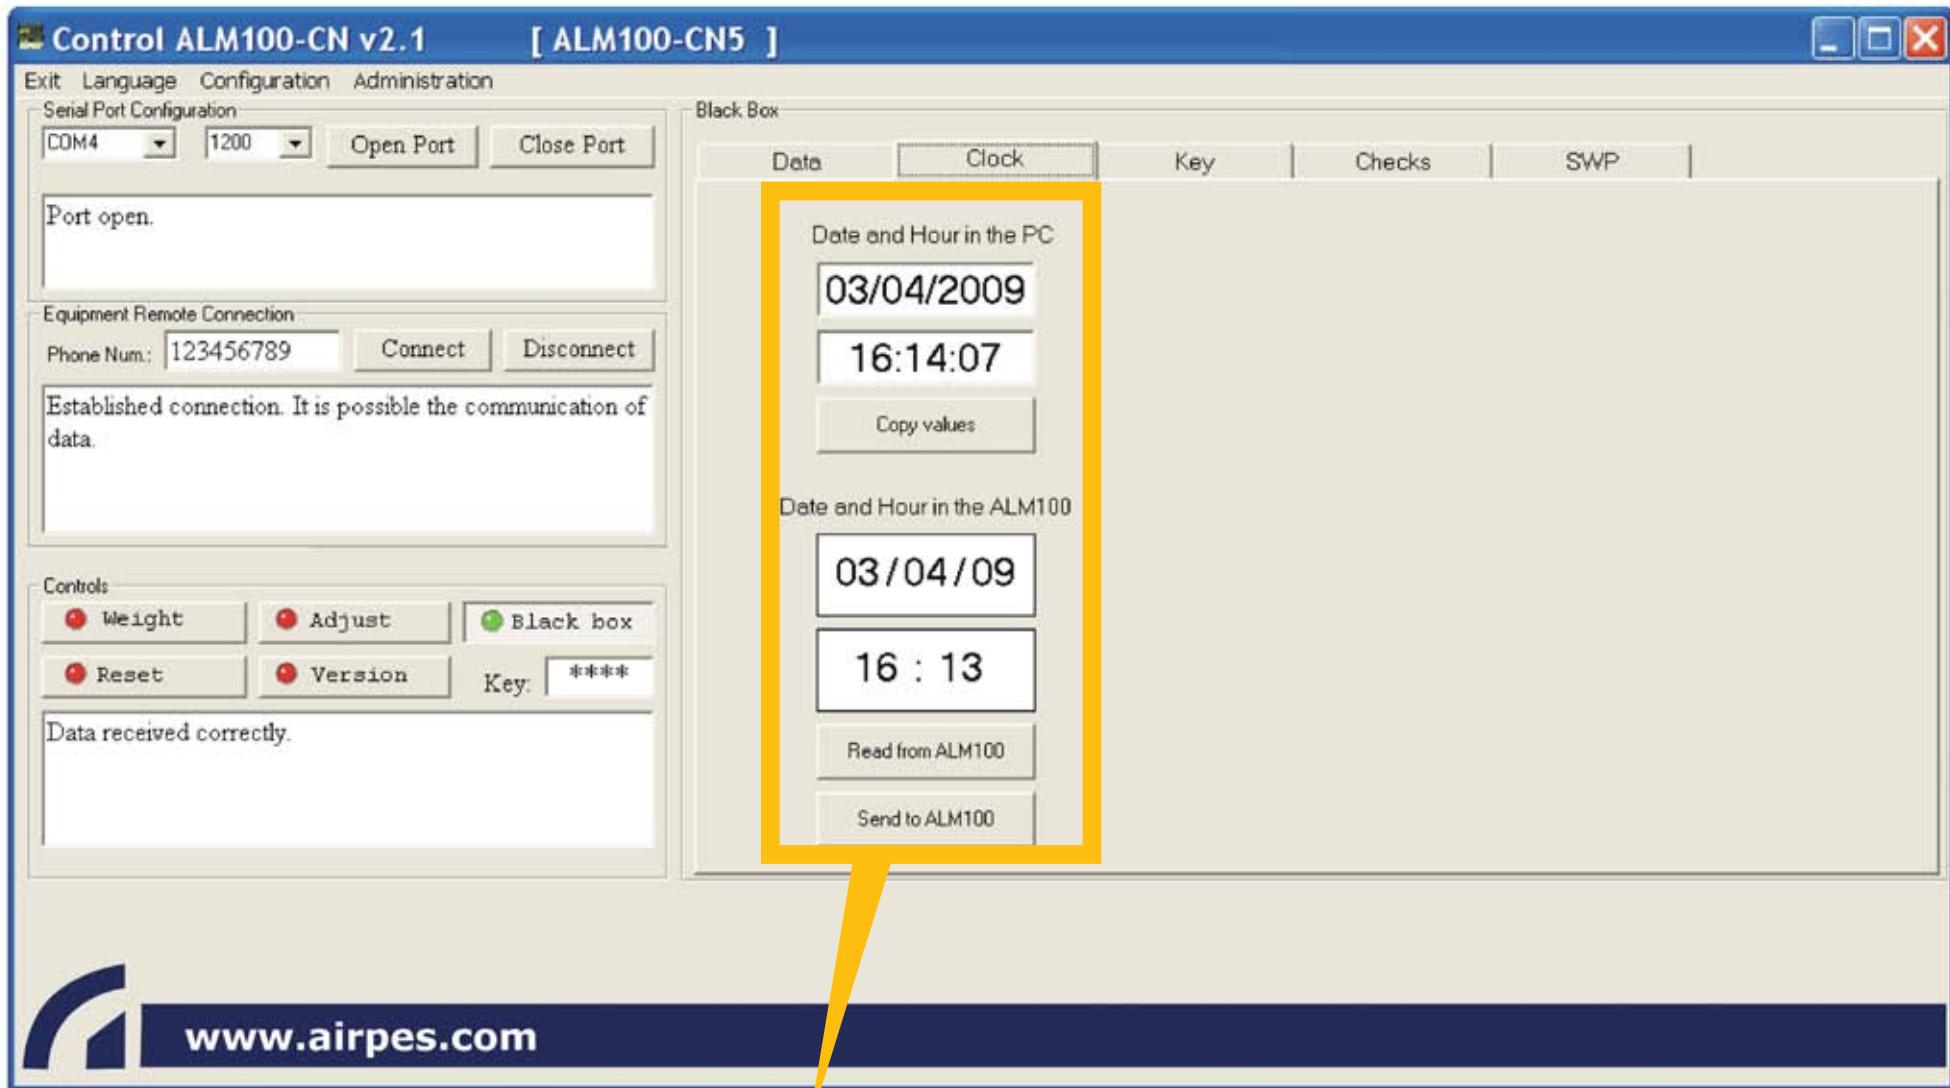 Control ALM100-CN v2.1 [ ALM100-CN5 ]
Exit Language Configuration Administration
Serial Port Configuration
COM4 1200 Open Port Close Port
Port open.
Equipment Remote Connection
Phone Num.: 123456789 Connect Disconnect
Established connection. It is possible the communication of
data.
Controls
Weight Adjust Black box
Reset Version Key: ****
Data received correctly.
Black Box
Data Clock Key Checks SWP
Date and Hour in the PC
03/04/2009
16:14:07
Copy values
Date and Hour in the ALM100
03/04/09
16 : 13
Read from ALM100
Send to ALM100
www.airpes.com